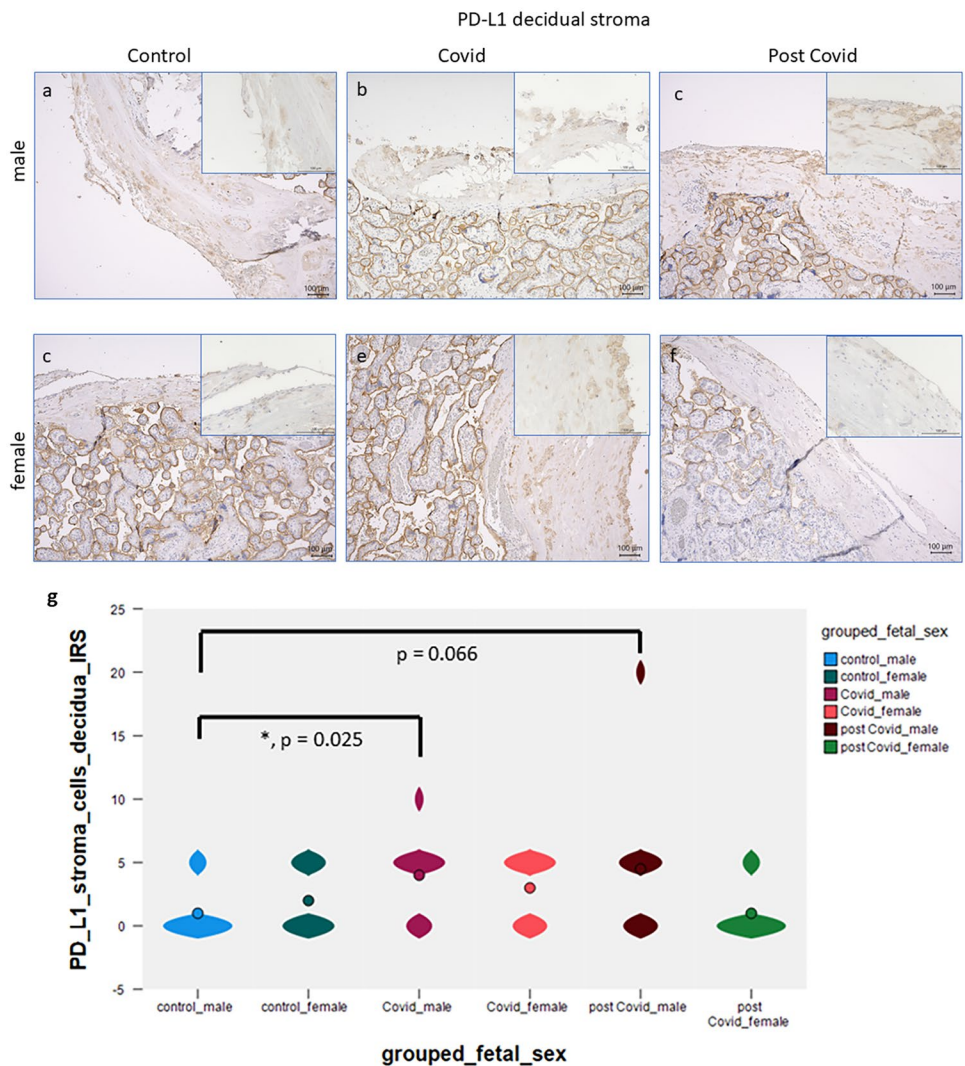 PD-L1 decidual stroma
Control
Covid
Post Covid
male
a
b
c
100 µm
100 µm
100 µm
female
c
e
f
100 µm
100 µm
100 µm
g
PD_L1_stroma_cells_decidua_IRS
25
20
15
10
5
0
-5
p = 0.066
*, p = 0.025
control_male
control_female
Covid_male
Covid_female
post Covid_male
post
Covid_female
grouped_fetal_sex
grouped_fetal_sex
control_male
control_female
Covid_male
Covid_female
post Covid_male
post Covid_female